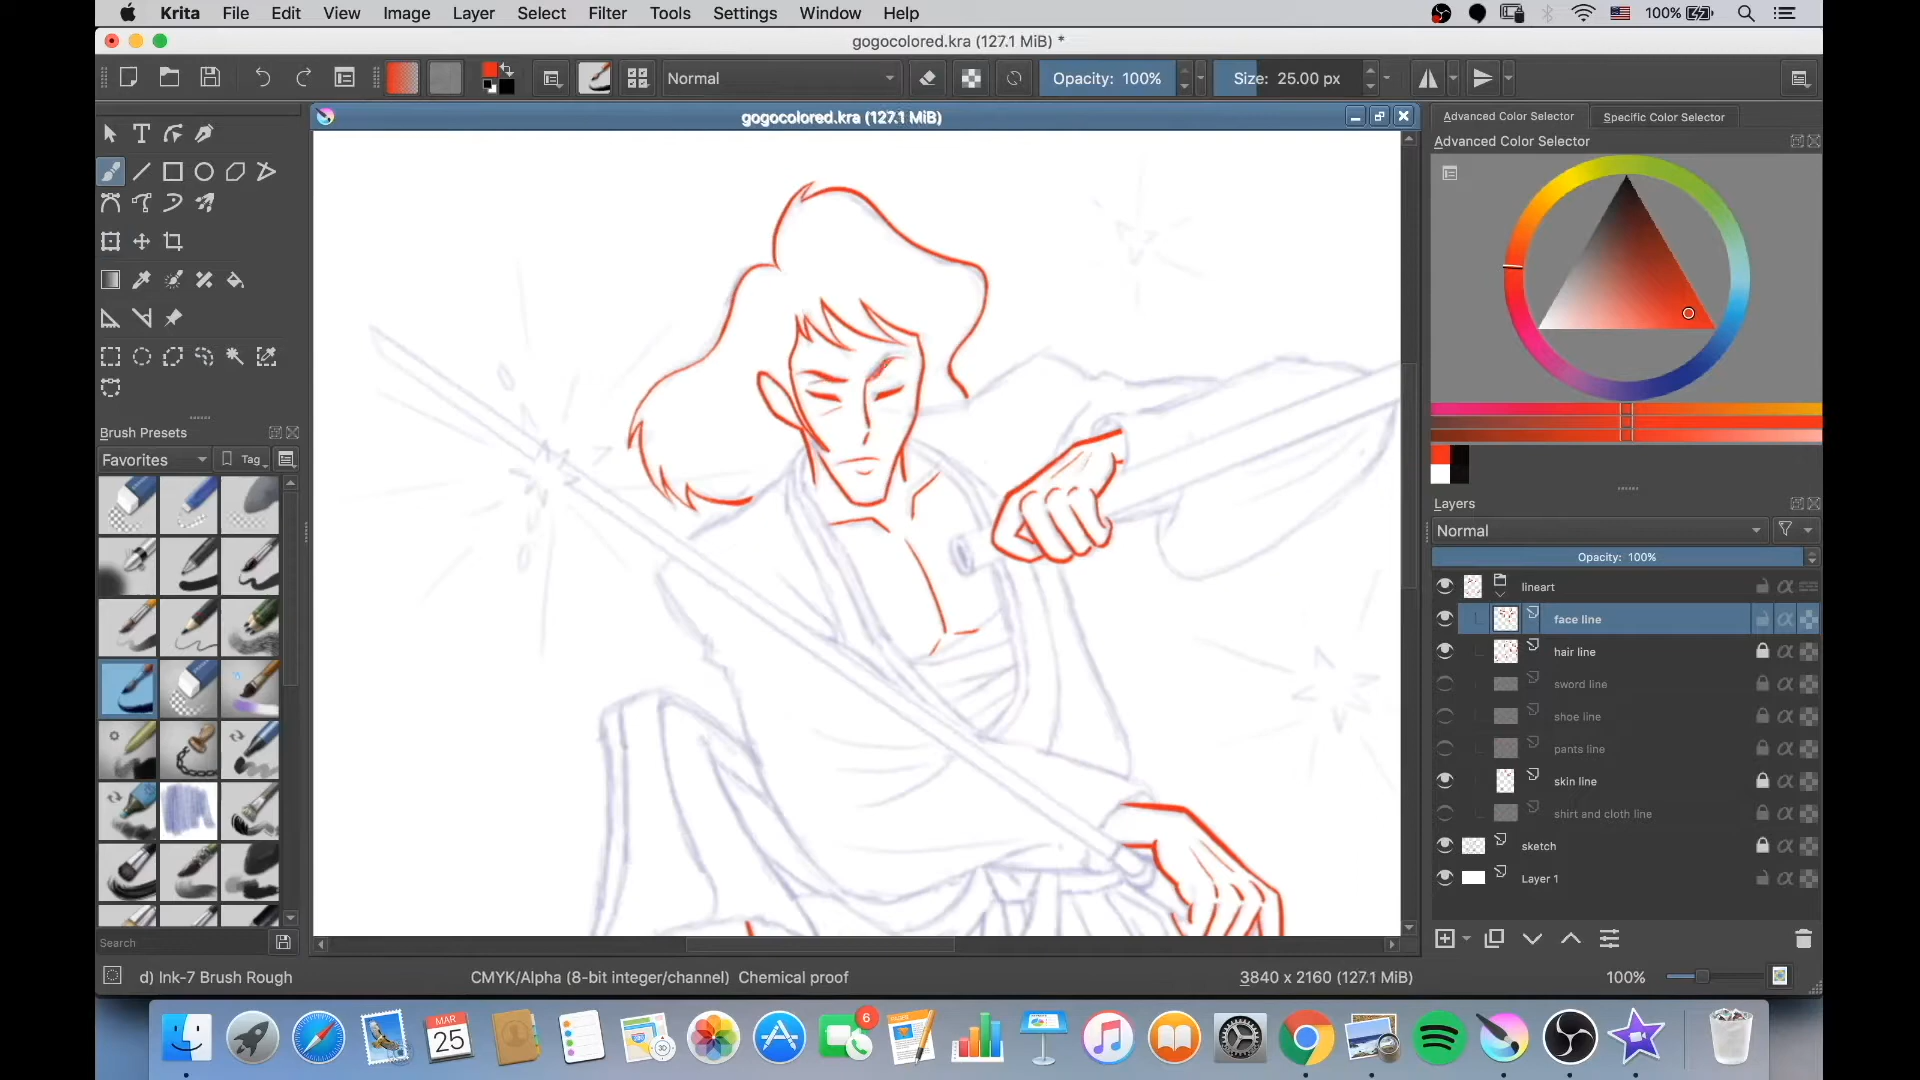 Krita File Edit View Image Layer Select Filter Tools Settings Window Help 100%
gogocolored.kra (127.1 MiB) *
Normal Opacity: 100% Size: 25.00 px
gogocolored.kra (127.1 MiB)
Advanced Color Selector Specific Color Selector
Advanced Color Selector
Brush Presets
Favorites Tag
Layers
Normal
Opacity: 100%
lineart
face line
hair line
sword line
shoe line
pants line
skin line
shirt and cloth line
sketch
Layer 1
Search
d) Ink-7 Brush Rough CMYK/Alpha (8-bit integer/channel) Chemical proof 3840 x 2160 (127.1 MiB) 100%
MAR
25
3D
6